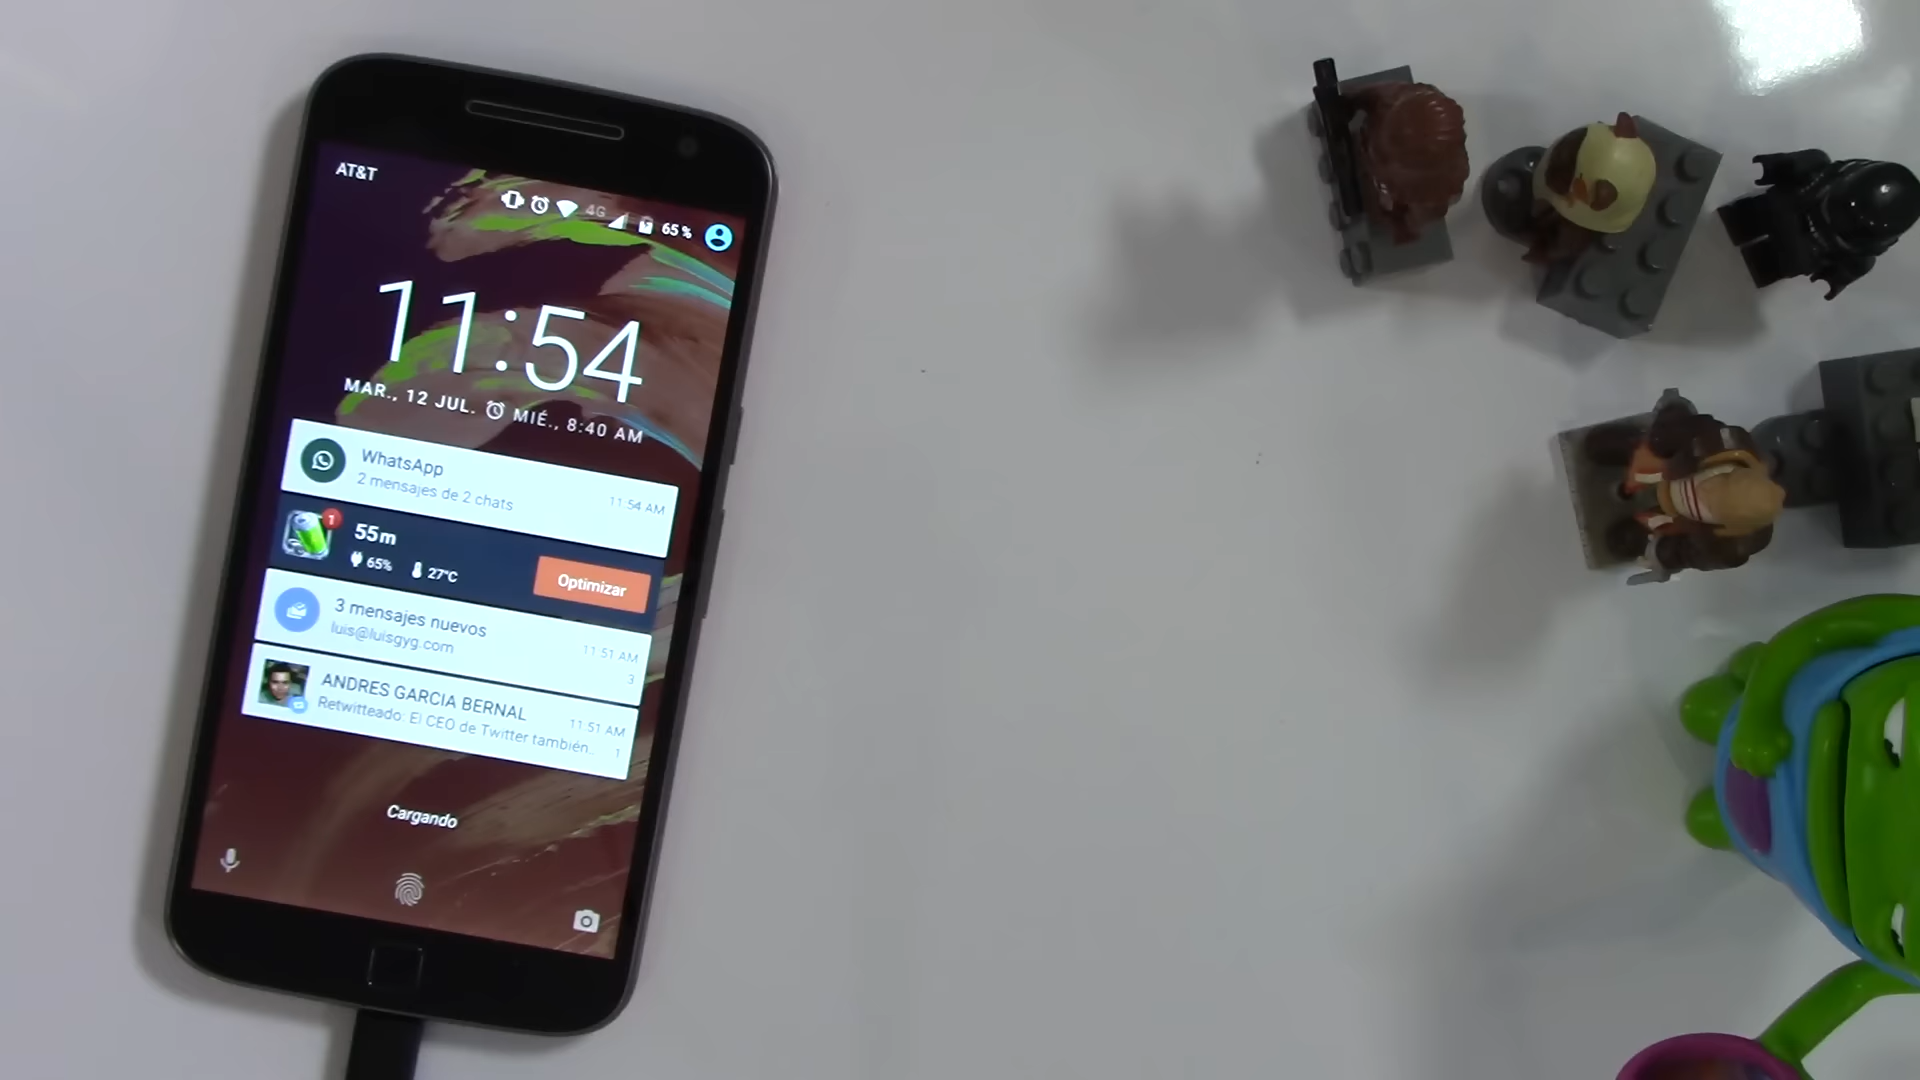 AT&T
4G 65 %
11:54
MAR., 12 JUL. MIÉ., 8:40 AM
WhatsApp
2 mensajes de 2 chats 11:54 AM
1
55m
65% 27°C
Optimizar
3 mensajes nuevos
luis@luisgyg.com 11:51 AM
3
ANDRES GARCIA BERNAL
Retwitteado: El CEO de Twitter también.. 11:51 AM
1
Cargando